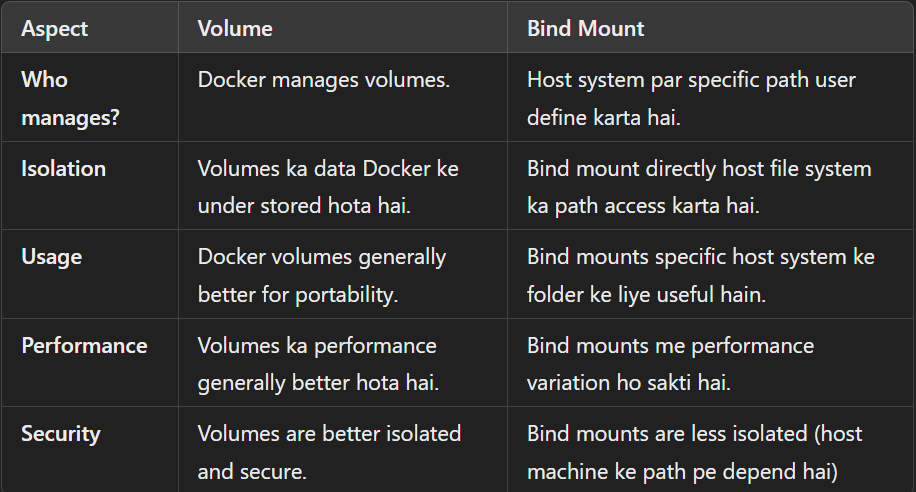 Aspect Volume Bind Mount
Who manages? Docker manages volumes. Host system par specific path user define karta hai.
Isolation Volumes ka data Docker ke under stored hota hai. Bind mount directly host file system ka path access karta hai.
Usage Docker volumes generally better for portability. Bind mounts specific host system ke folder ke liye useful hain.
Performance Volumes ka performance generally better hota hai. Bind mounts me performance variation ho sakti hai.
Security Volumes are better isolated and secure. Bind mounts are less isolated (host machine ke path pe depend hai)